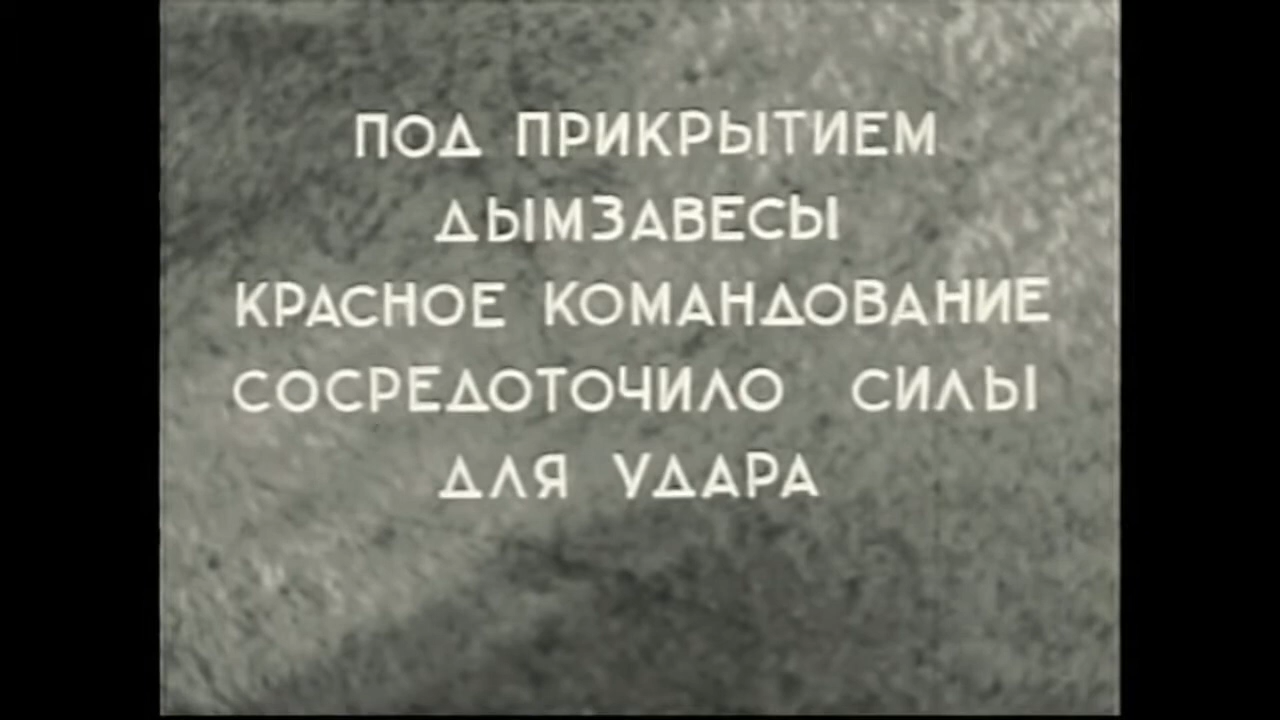 ПОД ПРИКРЫТИЕМ
ДЫМЗАВЕСЫ
КРАСНОЕ КОМАНДОВАНИЕ
СОСРЕДОТОЧИЛО СИЛЫ
ДЛЯ УДАРА